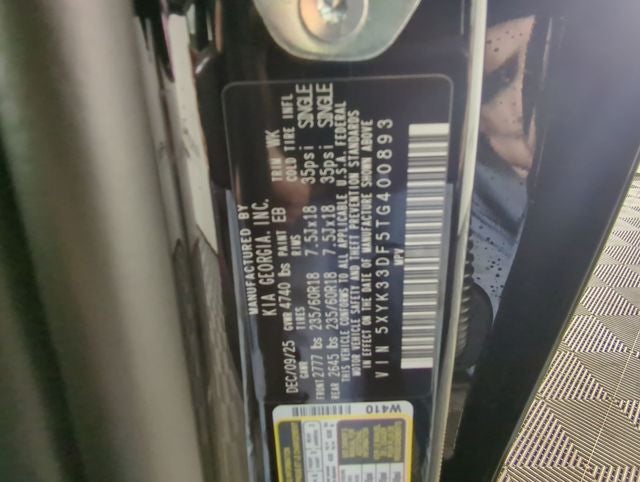 MANUFACTURED BY
KIA GEORGIA. INC.
DEC/09/25 GVWR 4740 lbs PAINT EB TRIM WK
GAWR TIRES RIMS COLD TIRE INFL
FRONT 2777 lbs 235/60R18 7.5Jx18 35psi SINGLE
REAR 2645 lbs 235/60R18 7.5Jx18 35psi SINGLE
THIS VEHICLE CONFORMS TO ALL APPLICABLE U.S.A. FEDERAL
MOTOR VEHICLE SAFETY AND THEFT PREVENTION STANDARDS
IN EFFECT ON THE DATE OF MANUFACTURE SHOWN ABOVE
VIN 5XYK33DF5TG400893
MPV
W410